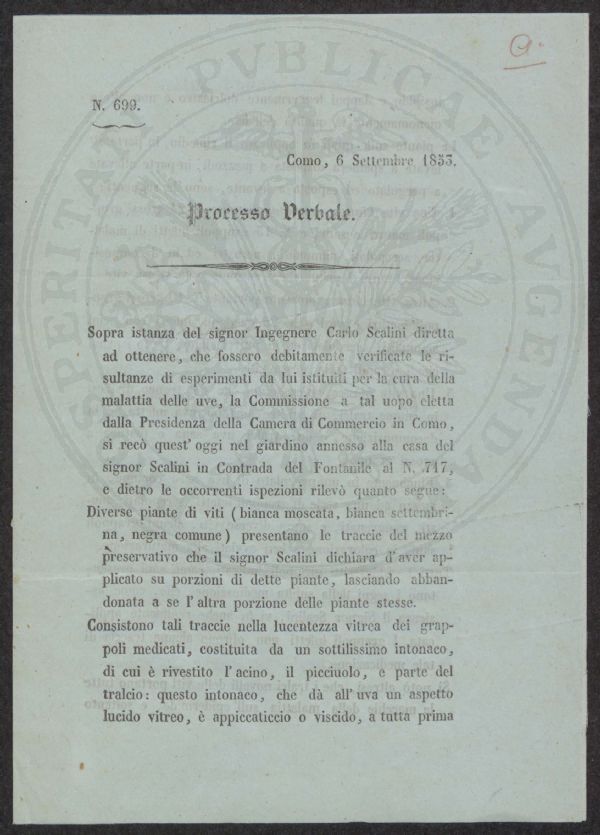 a.
N. 699.
Como, 6 Settembre 1853.
Processo Verbale.
Sopra istanza del signor Ingegnere Carlo Scalini diretta
ad ottenere, che fossero debitamente verificate le ri-
sultanze di esperimenti da lui istituiti per la cura della
malattia delle uve, la Commissione a tal uopo eletta
dalla Presidenza della Camera di Commercio in Como,
si recò quest' oggi nel giardino annesso alla casa del
signor Scalini in Contrada del Fontanile al N. 717,
e dietro le occorrenti ispezioni rilevò quanto segue:
Diverse piante di viti (bianca moscata, bianca settembri-
na, negra comune) presentano le traccie del mezzo
preservativo che il signor Scalini dichiara d'aver ap-
plicato su porzioni di dette piante, lasciando abban-
donata a se l'altra porzione delle piante stesse.
Consistono tali traccie nella lucentezza vitrea dei grap-
poli medicati, costituita da un sottilissimo intonaco,
di cui è rivestito l'acino, il picciuolo, e parte del
tralcio: questo intonaco, che dà all'uva un aspetto
lucido vitreo, è appiccaticcio o viscido, a tutta prima
PVBLICAE
AVGENDAE
PSPERITATI